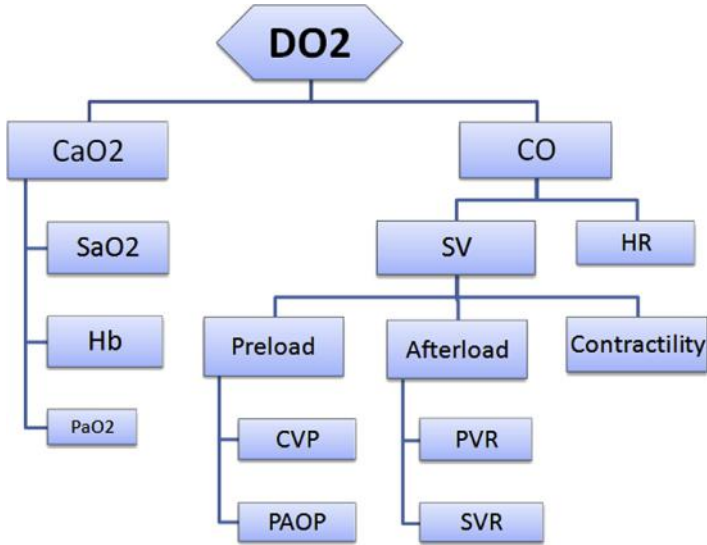 DO2
CaO2
CO
SaO2
SV
HR
Hb
Preload
Afterload
Contractility
PaO2
CVP
PVR
PAOP
SVR